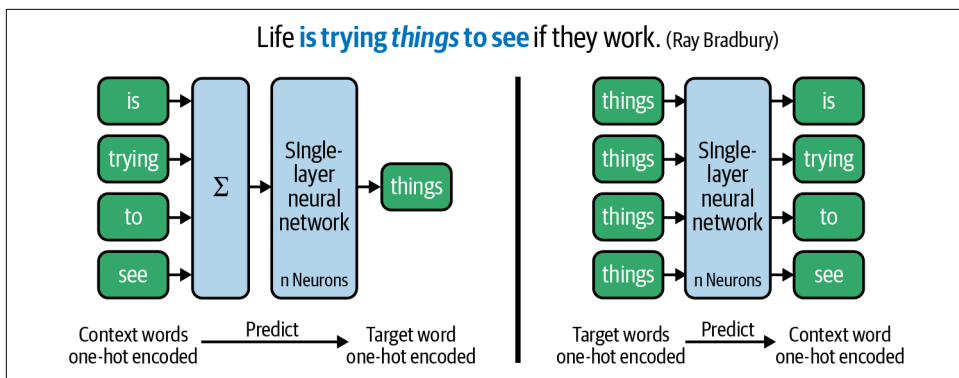 Life is trying things to see if they work. (Ray Bradbury)
is
trying
to
see
Σ
SIngle-
layer
neural
network
n Neurons
things
Context words
one-hot encoded
Predict
Target word
one-hot encoded
things
things
things
things
SIngle-
layer
neural
network
n Neurons
is
trying
to
see
Target words
one-hot encoded
Predict
Context word
one-hot encoded